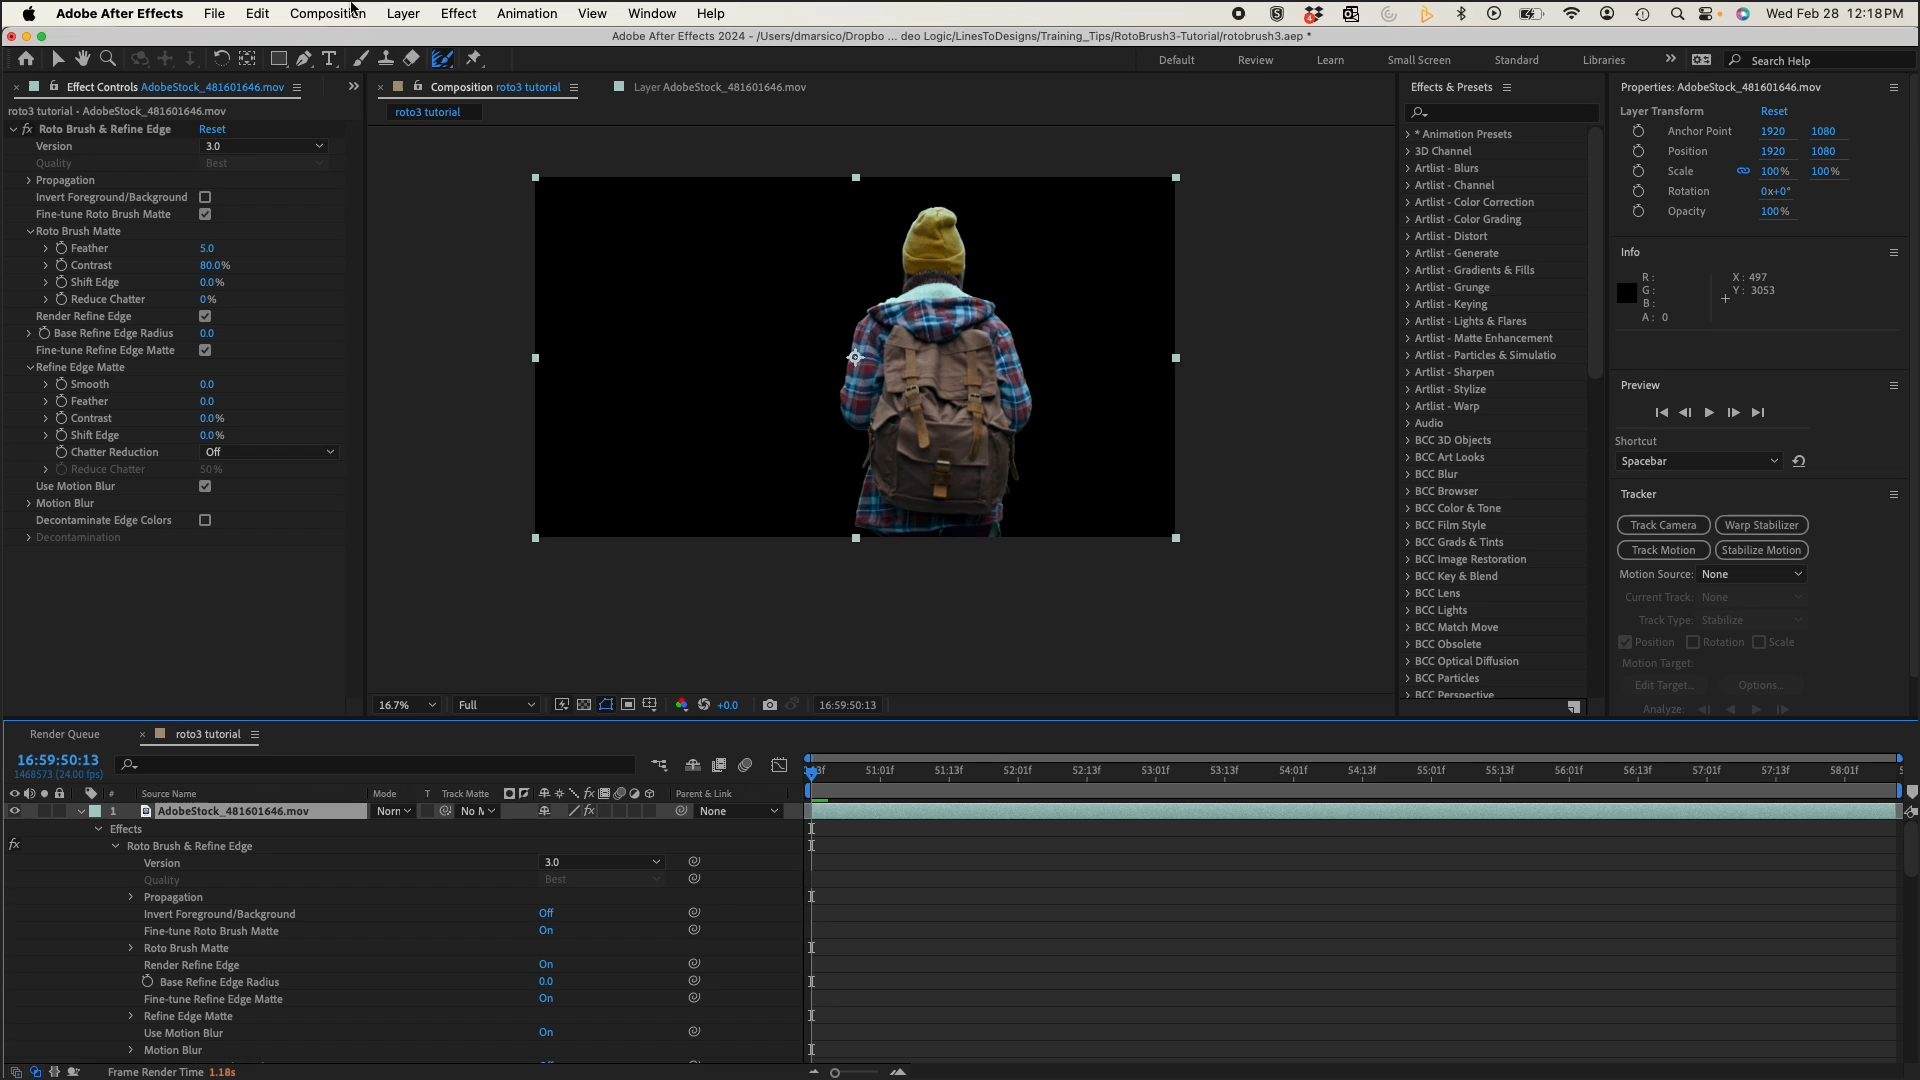 Adobe After Effects File Edit Composition Layer Effect Animation View Window Help Wed Feb 28 12:18 PM
Adobe After Effects 2024 - /Users/dmarsico/Dropbo ... deo Logic/LinesToDesigns/Training_Tips/RotoBrush3-Tutorial/rotobrush3.aep *
Default Review Learn Small Screen Standard Libraries Search Help
Effect Controls AdobeStock_481601646.mov
roto3 tutorial • AdobeStock_481601646.mov
fx Roto Brush & Refine Edge Reset
Version 3.0
Quality Best
Propagation
Invert Foreground/Background
Fine-tune Roto Brush Matte
Roto Brush Matte
Feather 5.0
Contrast 80.0%
Shift Edge 0.0%
Reduce Chatter 0%
Render Refine Edge
Base Refine Edge Radius 0.0
Fine-tune Refine Edge Matte
Refine Edge Matte
Smooth 0.0
Feather 0.0
Contrast 0.0%
Shift Edge 0.0%
Chatter Reduction Off
Reduce Chatter 50%
Use Motion Blur
Motion Blur
Decontaminate Edge Colors
Decontamination
Composition roto3 tutorial Layer AdobeStock_481601646.mov
roto3 tutorial
16.7% Full +0.0 16:59:50:13
Effects & Presets
* Animation Presets
3D Channel
Artlist - Blurs
Artlist - Channel
Artlist - Color Correction
Artlist - Color Grading
Artlist - Distort
Artlist - Generate
Artlist - Gradients & Fills
Artlist - Grunge
Artlist - Keying
Artlist - Lights & Flares
Artlist - Matte Enhancement
Artlist - Particles & Simulatio
Artlist - Sharpen
Artlist - Stylize
Artlist - Warp
Audio
BCC 3D Objects
BCC Art Looks
BCC Blur
BCC Browser
BCC Color & Tone
BCC Film Style
BCC Grads & Tints
BCC Image Restoration
BCC Key & Blend
BCC Lens
BCC Lights
BCC Match Move
BCC Obsolete
BCC Optical Diffusion
BCC Particles
BCC Perspective
Properties: AdobeStock_481601646.mov
Layer Transform Reset
Anchor Point 1920 1080
Position 1920 1080
Scale 100% 100%
Rotation 0x+0°
Opacity 100%
Info
R: X: 497
G: Y: 3053
B:
A: 0
Preview
Shortcut
Spacebar
Tracker
Track Camera Warp Stabilizer
Track Motion Stabilize Motion
Motion Source: None
Current Track: None
Track Type: Stabilize
Position Rotation Scale
Motion Target:
Edit Target... Options...
Analyze:
Render Queue roto3 tutorial
16:59:50:13
1468573 (24.00 fps)
51:01f 51:13f 52:01f 52:13f 53:01f 53:13f 54:01f 54:13f 55:01f 55:13f 56:01f 56:13f 57:01f 57:13f 58:01f
# Source Name Mode T Track Matte fx Parent & Link
1 AdobeStock_481601646.mov Norn No M fx None
Effects
fx Roto Brush & Refine Edge
Version 3.0
Quality Best
Propagation
Invert Foreground/Background Off
Fine-tune Roto Brush Matte On
Roto Brush Matte
Render Refine Edge On
Base Refine Edge Radius 0.0
Fine-tune Refine Edge Matte On
Refine Edge Matte
Use Motion Blur On
Motion Blur
Frame Render Time 1.18s